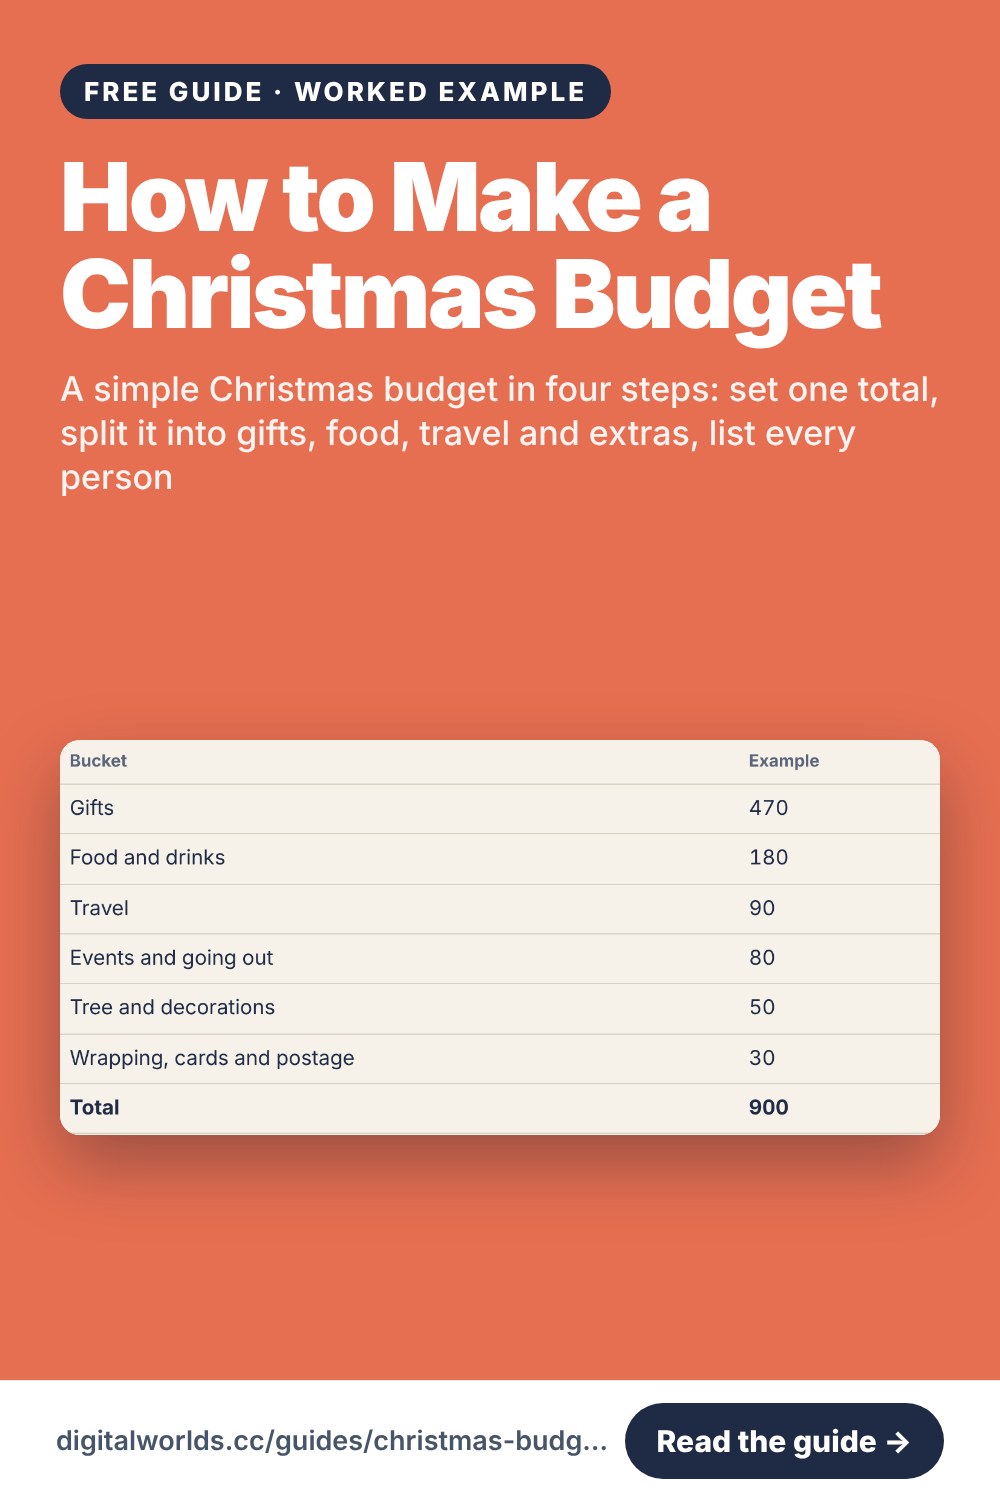 FREE GUIDE · WORKED EXAMPLE
How to Make a
Christmas Budget
A simple Christmas budget in four steps: set one total,
split it into gifts, food, travel and extras, list every
person
Bucket Example
Gifts 470
Food and drinks 180
Travel 90
Events and going out 80
Tree and decorations 50
Wrapping, cards and postage 30
Total 900
digitalworlds.cc/guides/christmas-budg... Read the guide →